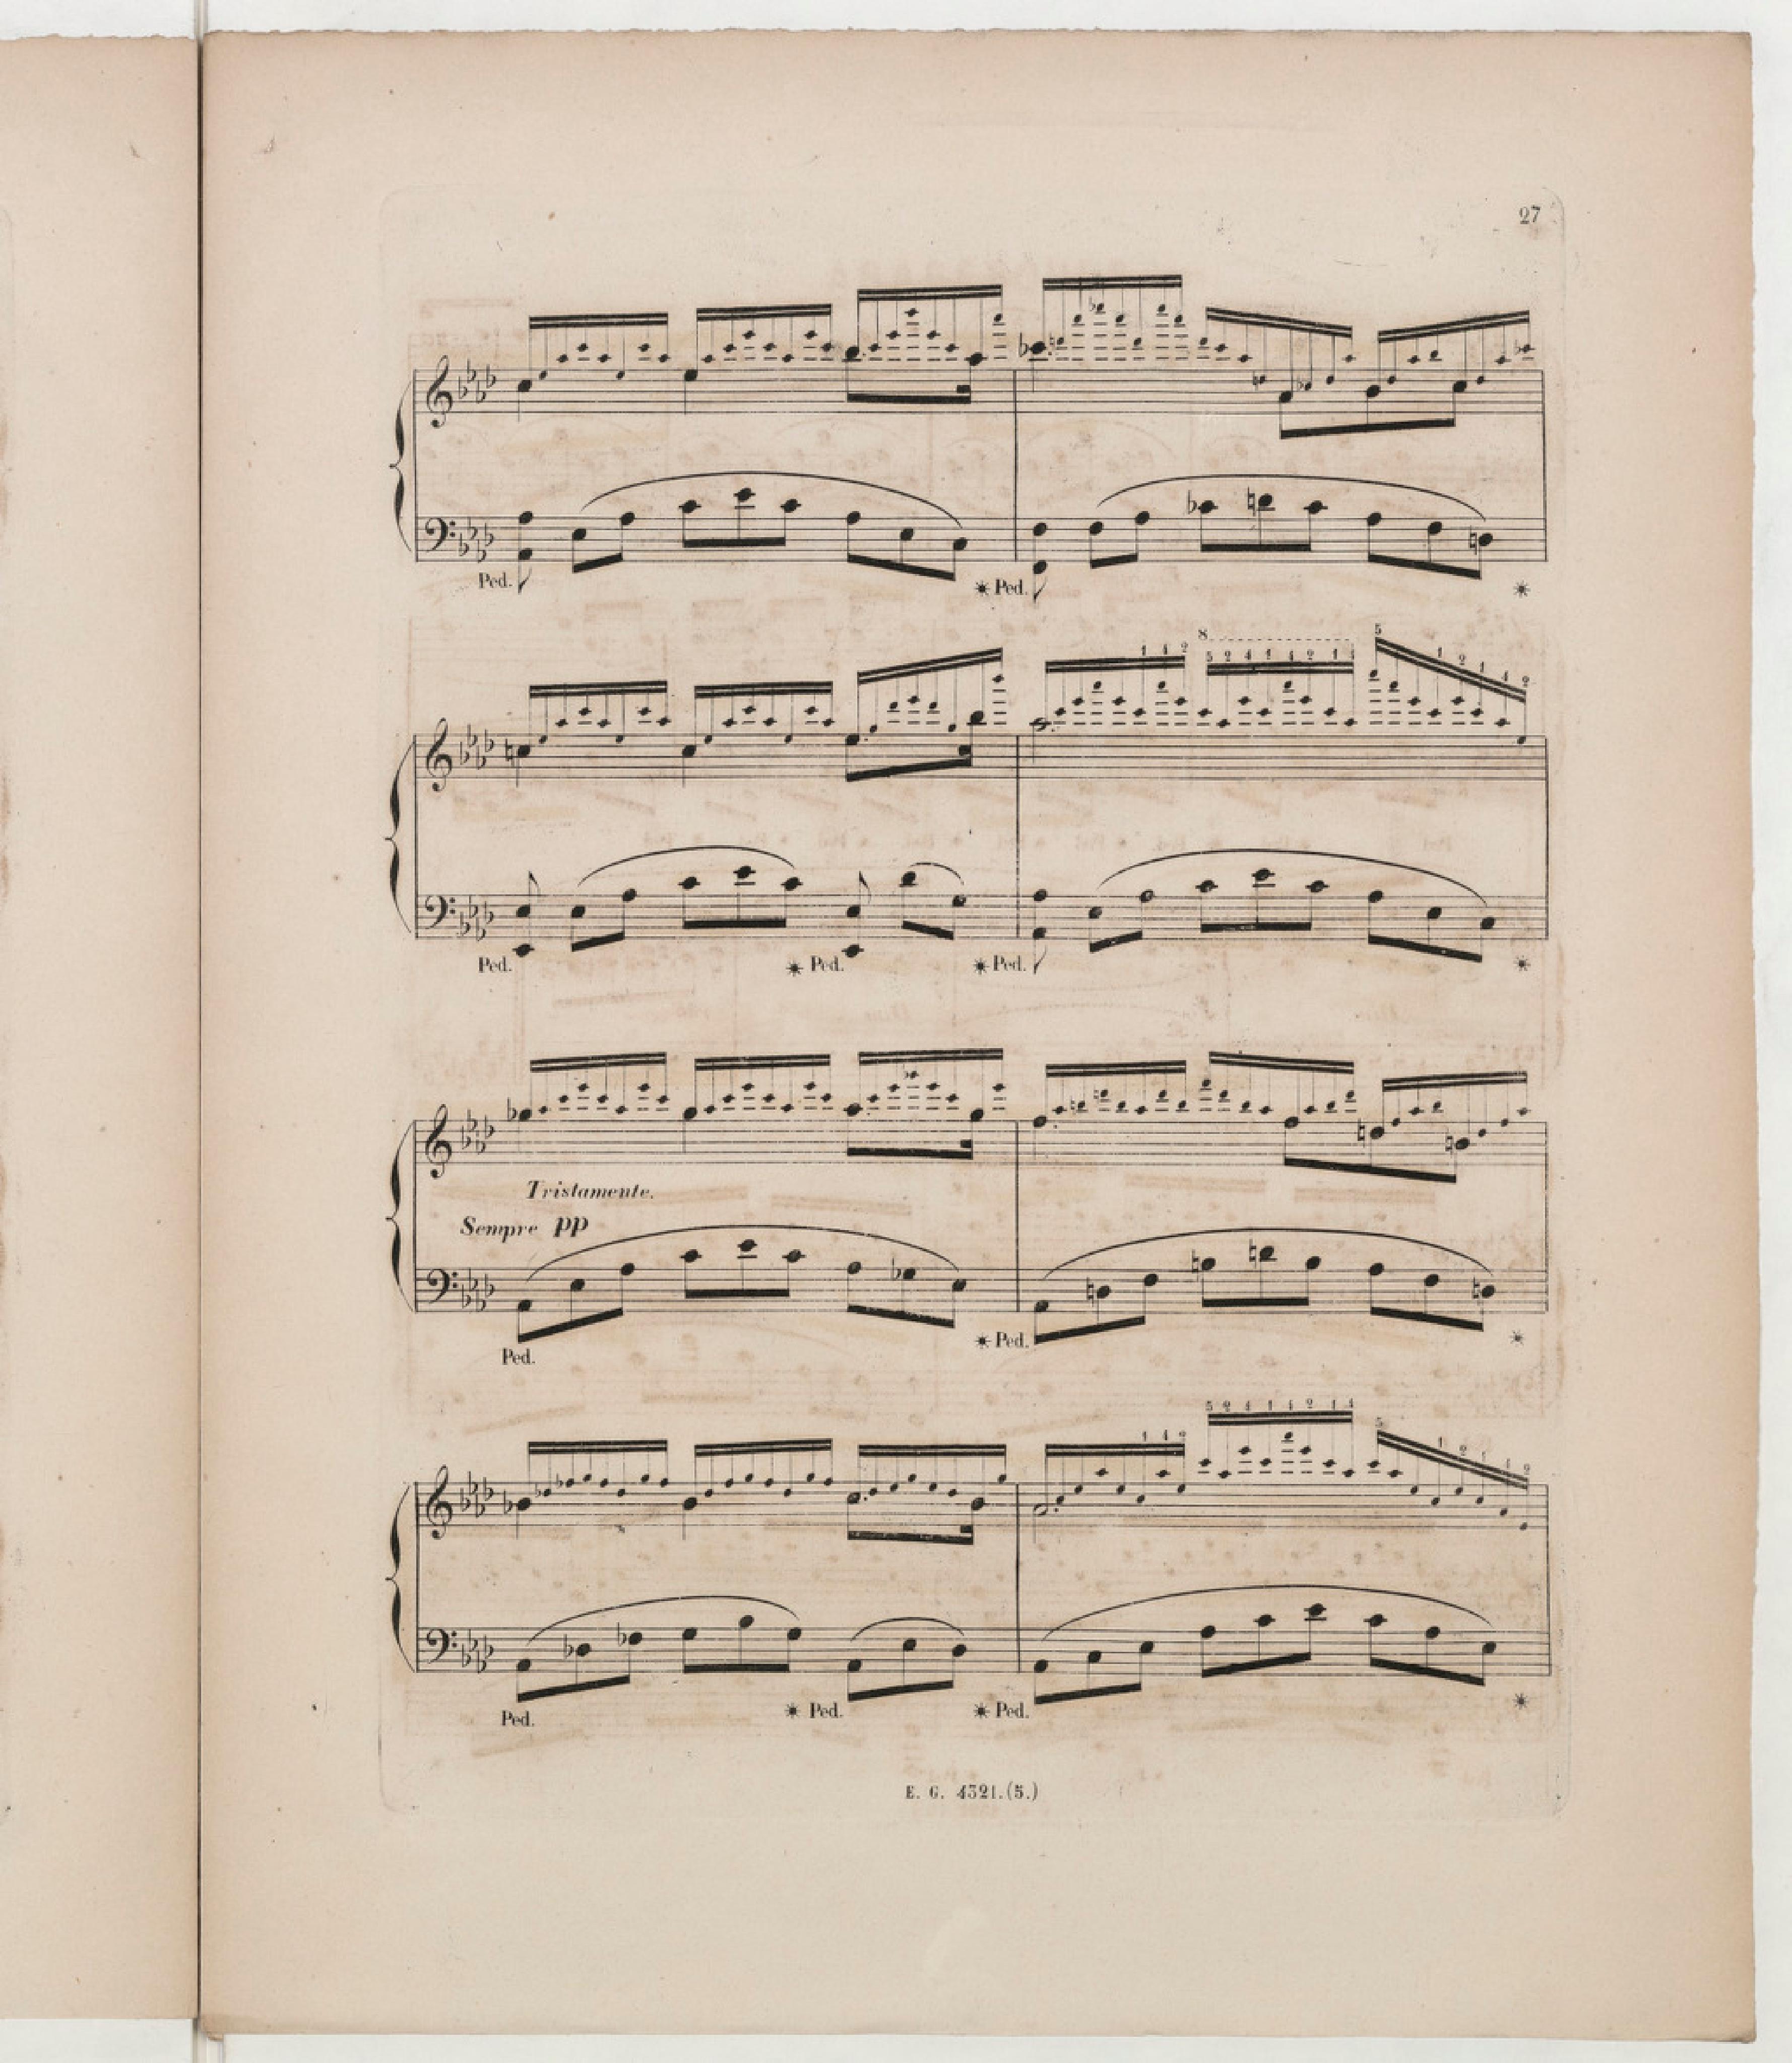 27
Ped. * Ped. *
1 4 2 8 5 2 4 1 4 2 1 4 5 1 2 1 4 2
Ped. * Ped. * Ped. *
Tristamente.
Sempre pp
Ped. * Ped. *
1 4 2 5 2 4 1 4 2 1 4 5 1 2 1 4 2
Ped. * Ped. * Ped. *
E. G. 4321.(5.)